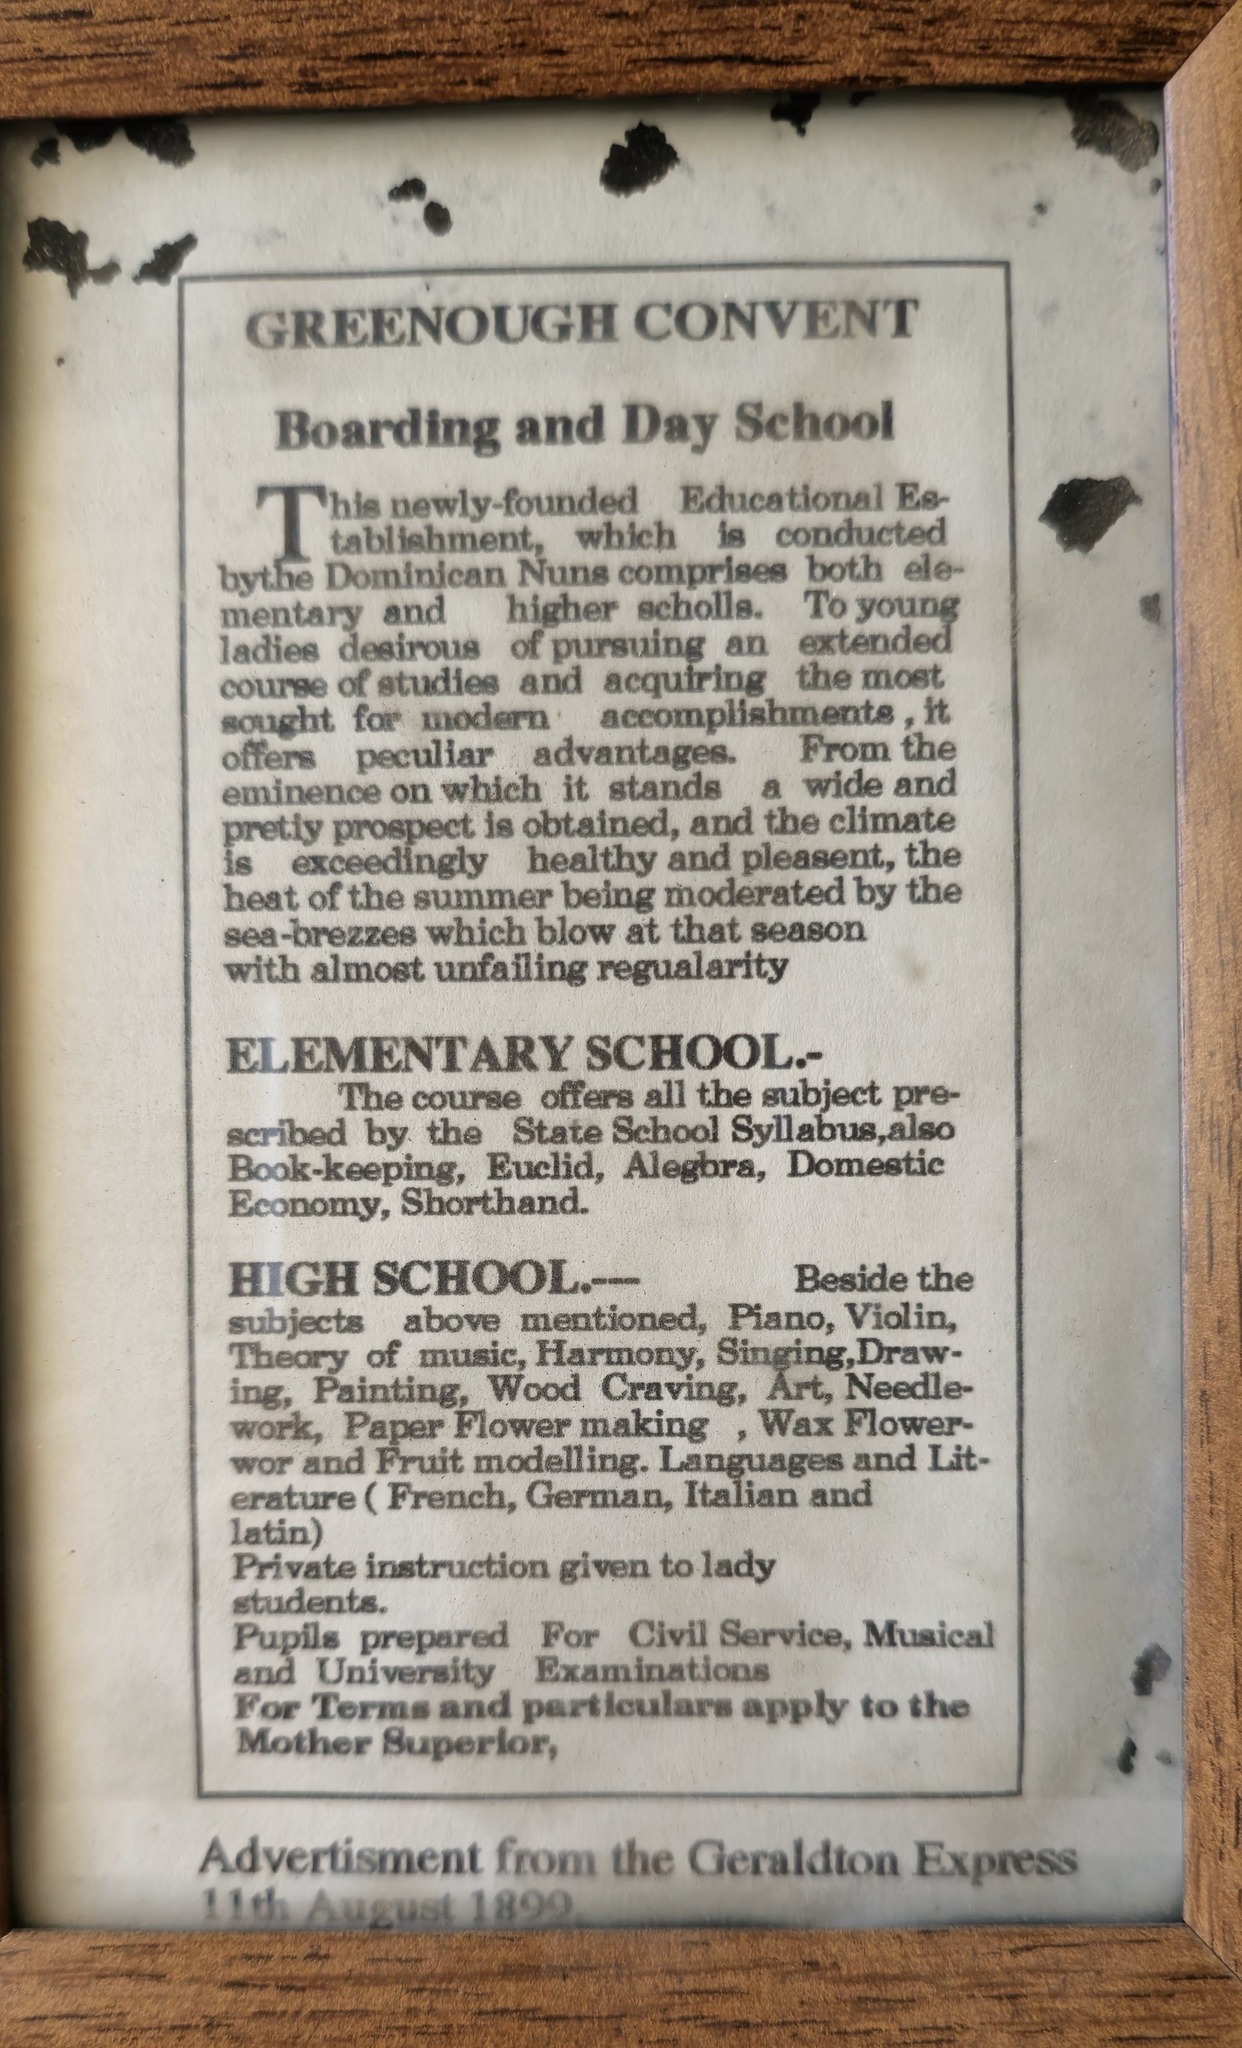 GREENOUGH CONVENT
Boarding and Day School
This newly-founded Educational Es-
tablishment, which is conducted
bythe Dominican Nuns comprises both ele-
mentary and higher scholls. To young
ladies desirous of pursuing an extended
course of studies and acquiring the most
sought for modern accomplishments , it
offers peculiar advantages. From the
eminence on which it stands a wide and
pretiy prospect is obtained, and the climate
is exceedingly healthy and pleasent, the
heat of the summer being moderated by the
sea-brezzes which blow at that season
with almost unfailing regualarity
ELEMENTARY SCHOOL.-
The course offers all the subject pre-
scribed by the State School Syllabus,also
Book-keeping, Euclid, Alegbra, Domestic
Economy, Shorthand.
HIGH SCHOOL.— Beside the
subjects above mentioned, Piano, Violin,
Theory of music, Harmony, Singing,Draw-
ing, Painting, Wood Craving, Art, Needle-
work, Paper Flower making , Wax Flower-
wor and Fruit modelling. Languages and Lit-
erature ( French, German, Italian and
latin)
Private instruction given to lady
students.
Pupils prepared For Civil Service, Musical
and University Examinations
For Terms and particulars apply to the
Mother Superior,
Advertisment from the Geraldton Express
11th August 1899.